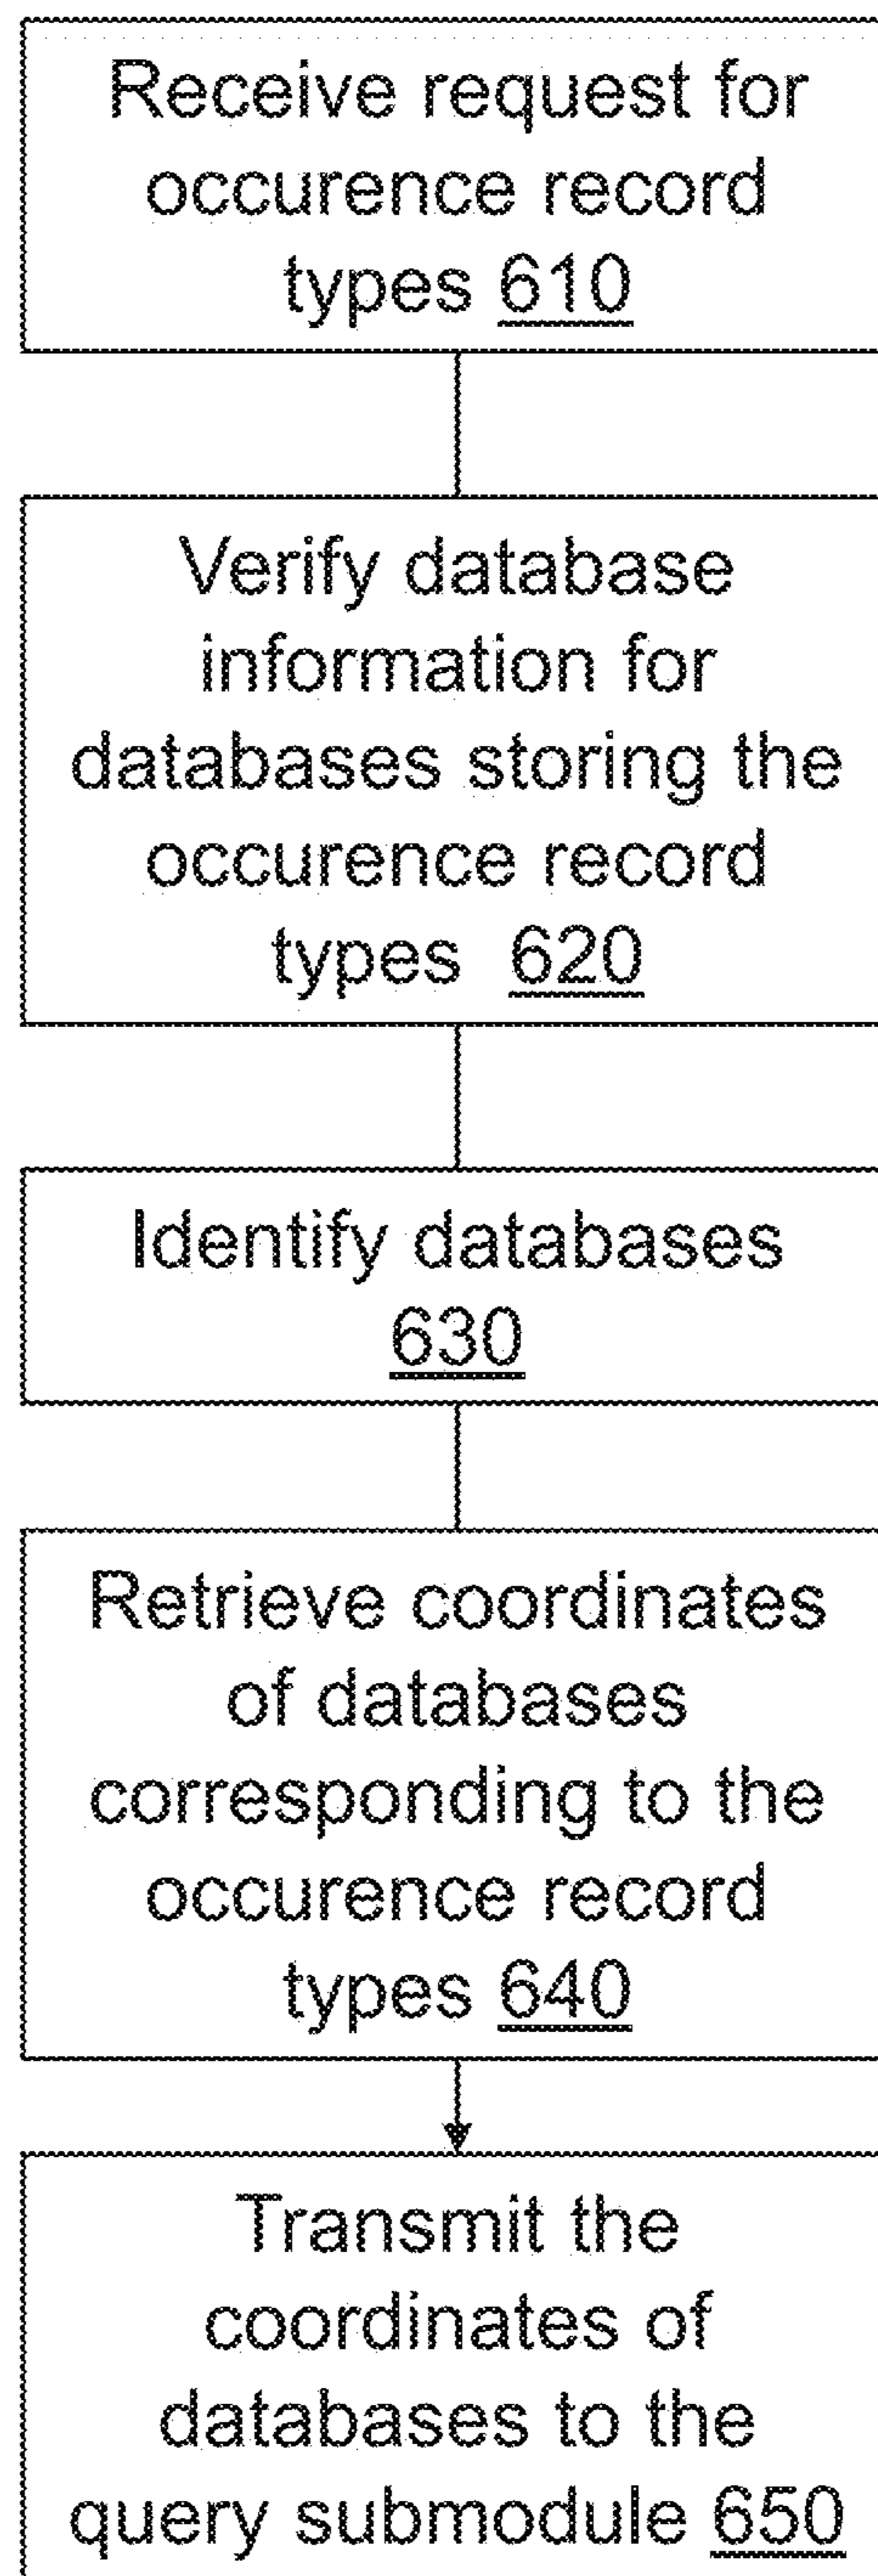 Receive request for
occurence record
types 610
Verify database
information for
databases storing the
occurence record
types 620
Identify databases
630
Retrieve coordinates
of databases
corresponding to the
occurence record
types 640
Transmit the
coordinates of
databases to the
query submodule 650